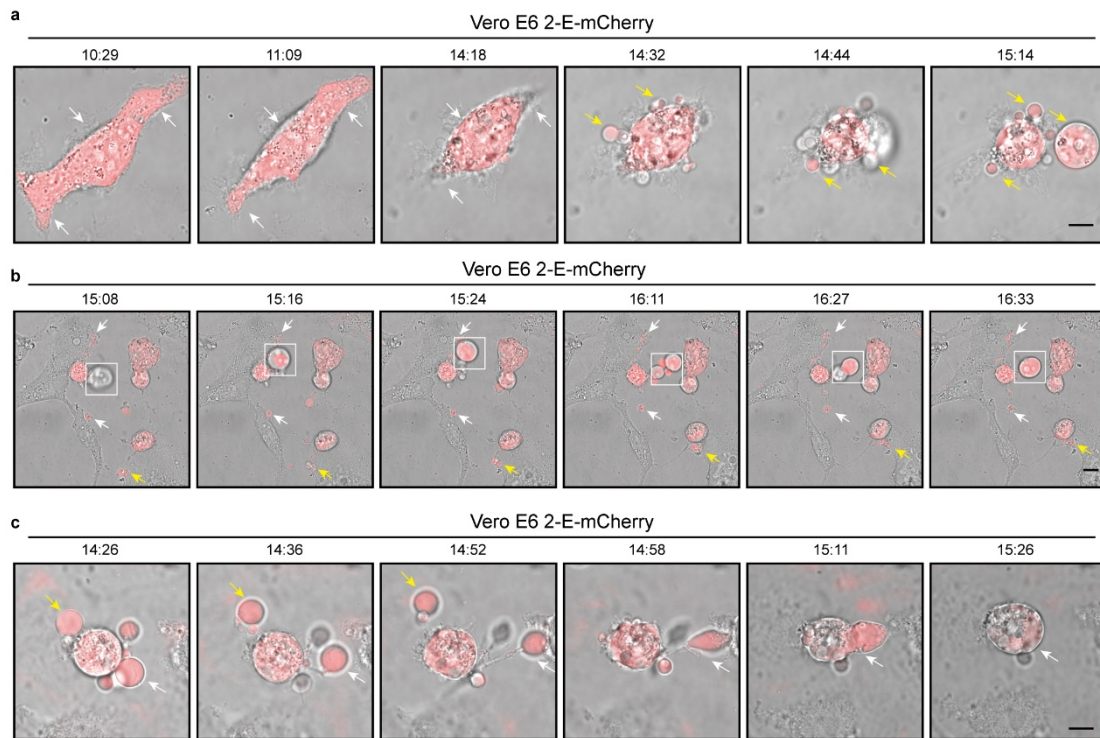 a
Vero E6 2-E-mCherry
10:29 11:09 14:18 14:32 14:44 15:14
b
Vero E6 2-E-mCherry
15:08 15:16 15:24 16:11 16:27 16:33
c
Vero E6 2-E-mCherry
14:26 14:36 14:52 14:58 15:11 15:26